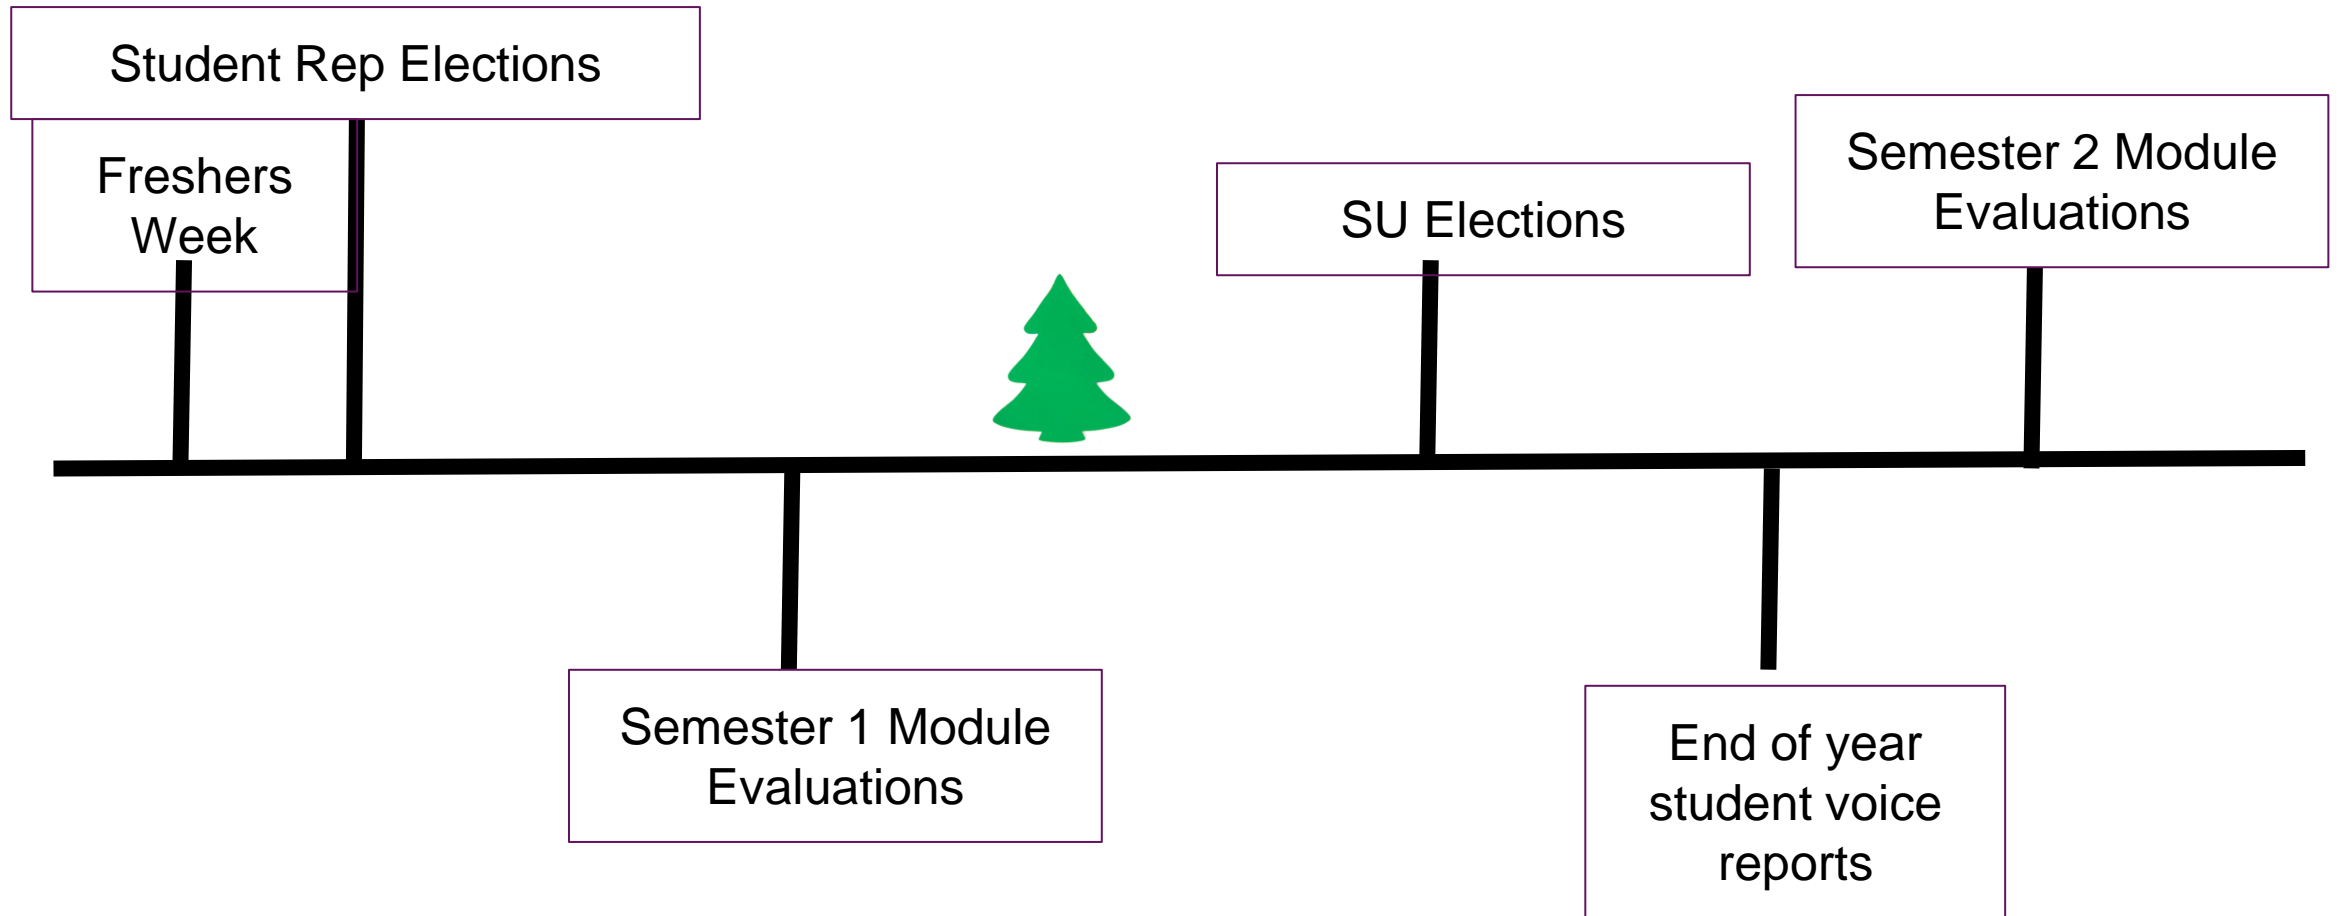 Student Rep Elections
Freshers
Week
SU Elections
Semester 2 Module
Evaluations
Semester 1 Module
Evaluations
End of year
student voice
reports